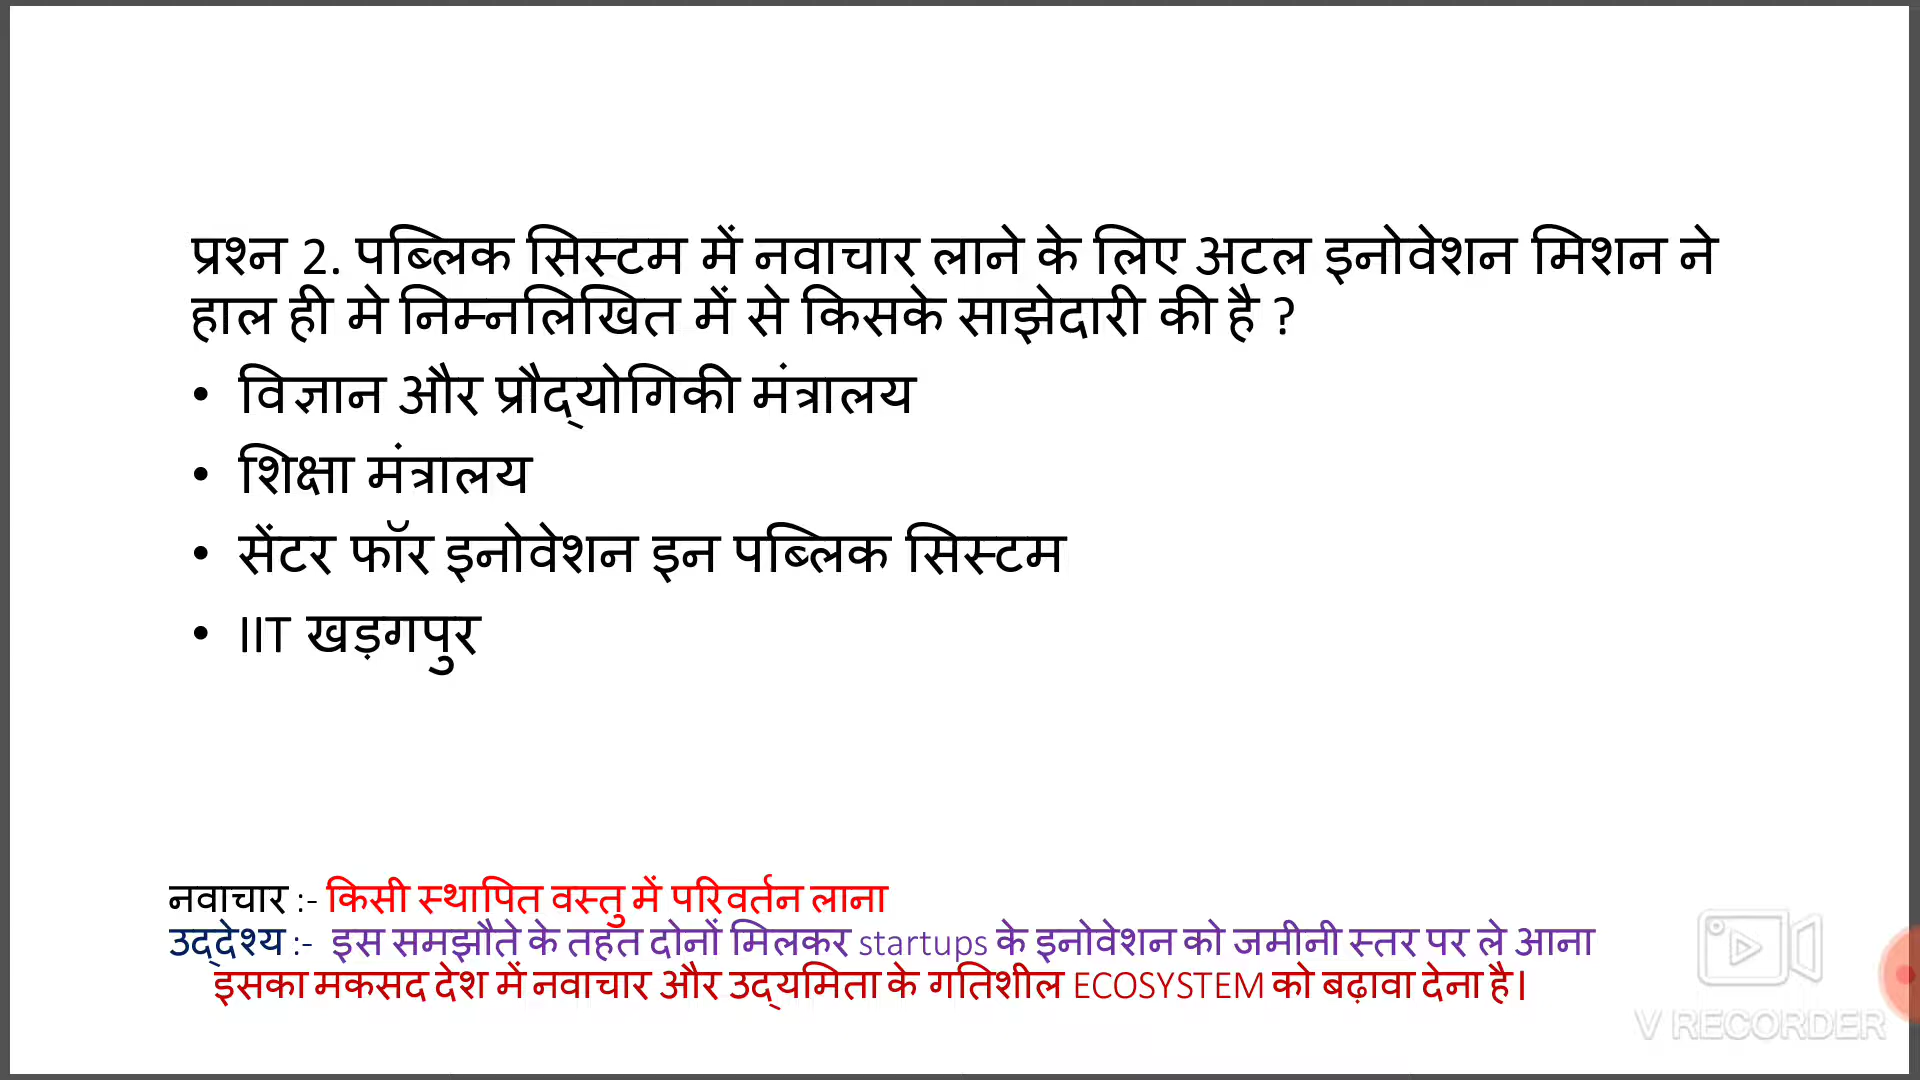 प्रश्न 2. पब्लिक सिस्टम में नवाचार लाने के लिए अटल इनोवेशन मिशन ने
हाल ही मे निम्नलिखित में से किसके साझेदारी की है ?
• विज्ञान और प्रौद्योगिकी मंत्रालय
• शिक्षा मंत्रालय
• सेंटर फॉर इनोवेशन इन पब्लिक सिस्टम
• IIT खड़गपुर
नवाचार :- किसी स्थापित वस्तु में परिवर्तन लाना
उद्देश्य :- इस समझौते के तहत दोनों मिलकर startups के इनोवेशन को जमीनी स्तर पर ले आना
इसका मकसद देश में नवाचार और उद्यमिता के गतिशील ECOSYSTEM को बढ़ावा देना है।
V RECORDER